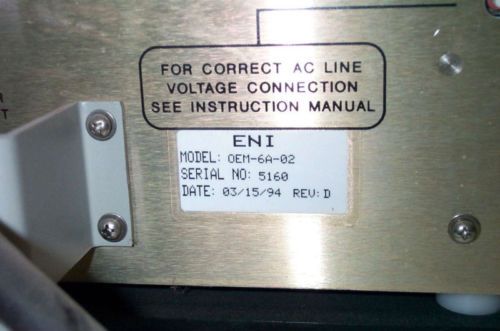 FOR CORRECT AC LINE
VOLTAGE CONNECTION
SEE INSTRUCTION MANUAL
ENI
MODEL: OEM-6A-02
SERIAL NO: 5160
DATE: 03/15/94 REV:D